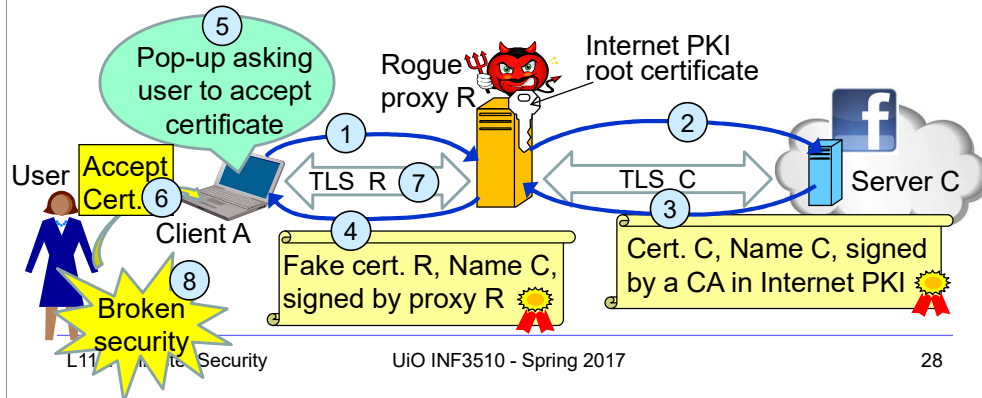 5
Pop-up asking
user to accept
certificate
Rogue
proxy R
Internet PKI
root certificate
1
2
f
User
Accept
Cert.
6
TLS R
7
TLS C
Server C
Client A
4
3
Fake cert. R, Name C,
signed by proxy R
Cert. C, Name C, signed
by a CA in Internet PKI
8
Broken
security
L11
Security
UiO INF3510 - Spring 2017
28